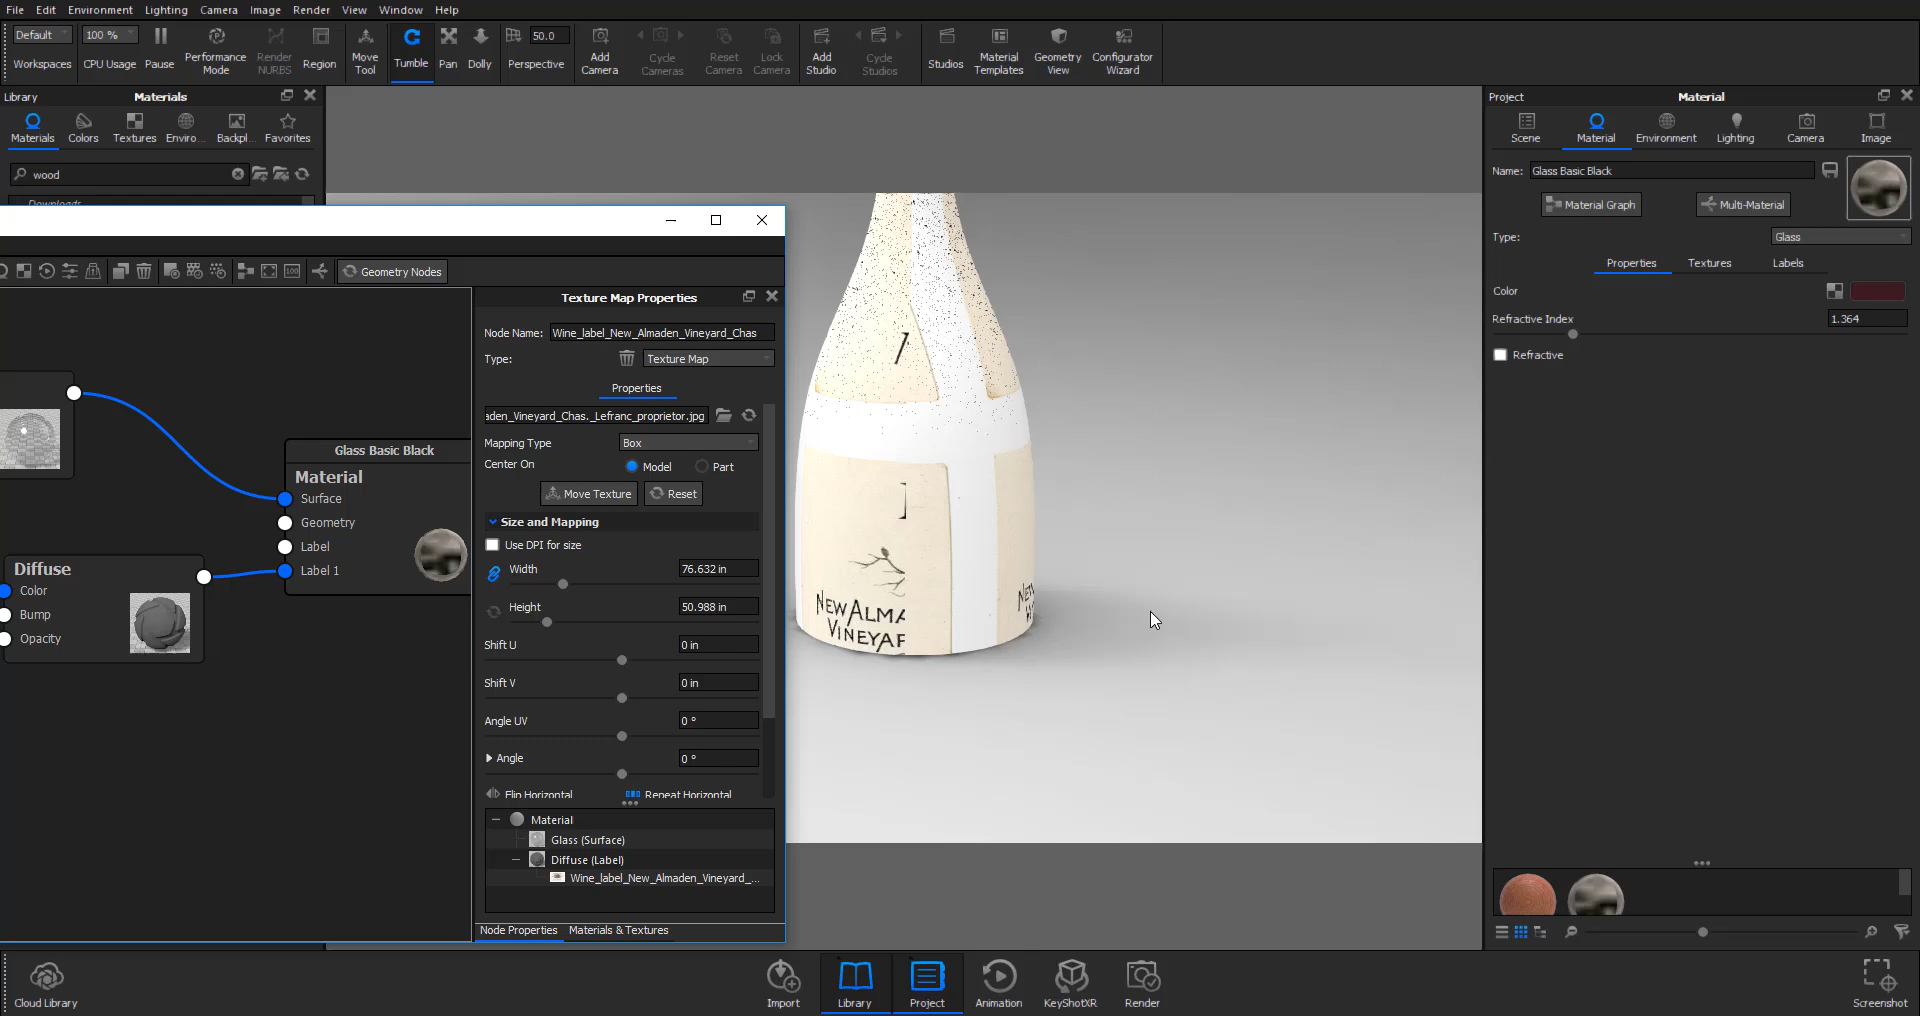 File Edit Environment Lighting Camera Image Render View Window Help
Default 100 % 50.0
Workspaces CPU Usage Pause Performance Mode Render NURBS Region Move Tool Tumble Pan Dolly Perspective Add Camera Cycle Cameras Reset Camera Lock Camera Add Studio Cycle Studios Studios Material Templates Geometry View Configurator Wizard
Library Materials
Materials Colors Textures Enviro... Backpl... Favorites
wood
Downloads
Geometry Nodes
Glass Basic Black
Material
Surface
Geometry
Label
Label 1
Diffuse
Color
Bump
Opacity
Texture Map Properties
Node Name: Wine_label_New_Almaden_Vineyard_Chas
Type: Texture Map
Properties
aden_Vineyard_Chas._Lefranc_proprietor.jpg
Mapping Type Box
Center On Model Part
Move Texture Reset
Size and Mapping
Use DPI for size
Width 76.632 in
Height 50.988 in
Shift U 0 in
Shift V 0 in
Angle UV 0 °
Angle 0 °
Flip Horizontal Repeat Horizontal
Material
Glass (Surface)
Diffuse (Label)
Wine_label_New_Almaden_Vineyard_...
Node Properties Materials & Textures
NEW ALMA
VINEYAR
NEW
Project Material
Scene Material Environment Lighting Camera Image
Name: Glass Basic Black
Material Graph Multi-Material
Type: Glass
Properties Textures Labels
Color
Refractive Index 1.364
Refractive
Cloud Library Import Library Project Animation KeyShotXR Render Screenshot